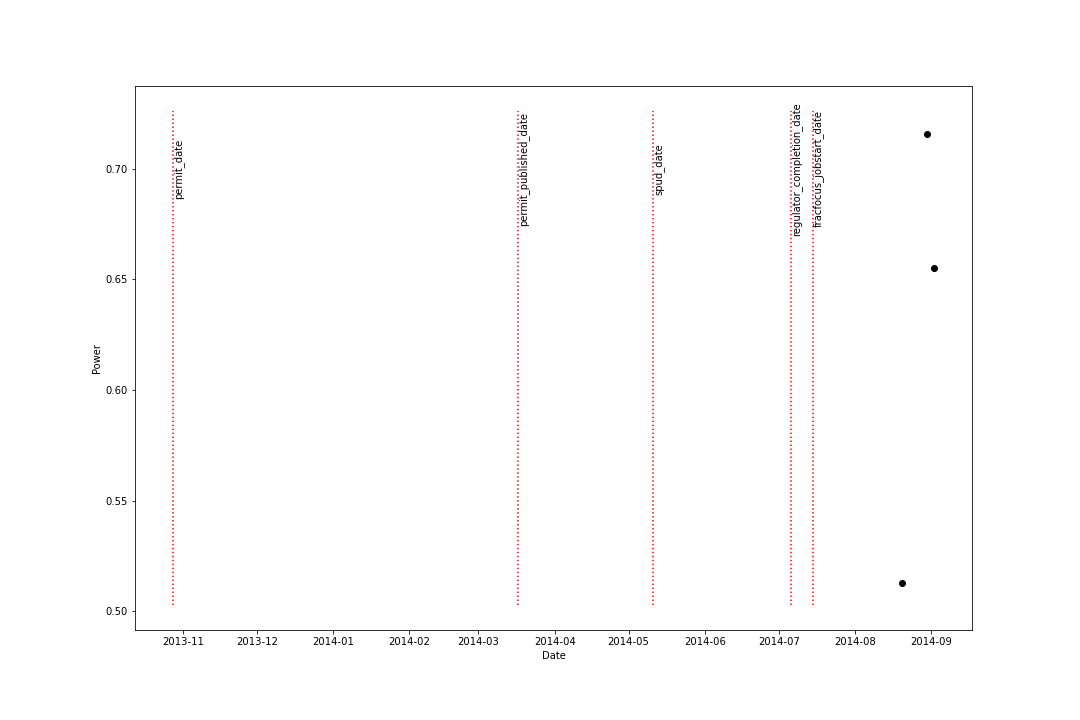 permit_date
permit_published_date
spud_date
regulator_completion_date
fracfocus_jobstart_date
0.70
0.65
0.60
0.55
0.50
Power
2013-11 2013-12 2014-01 2014-02 2014-03 2014-04 2014-05 2014-06 2014-07 2014-08 2014-09
Date